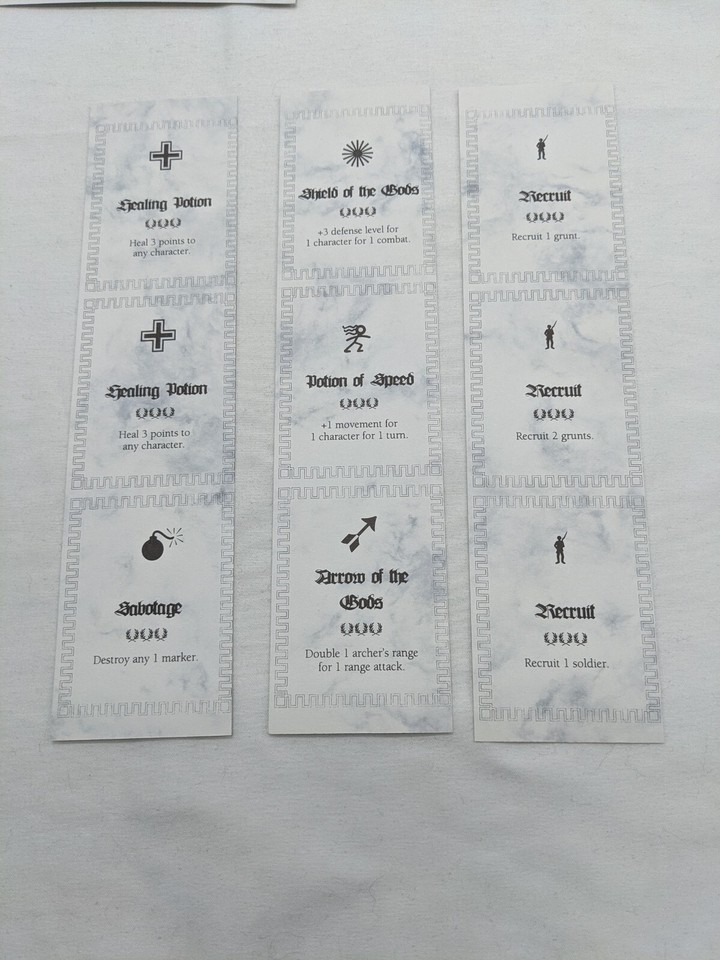 Healing Potion
Heal 3 points to
any character.
Healing Potion
Heal 3 points to
any character.
Sabotage
Destroy any 1 marker.
Shield of the Gods
+3 defense level for
1 character for 1 combat.
Potion of Speed
+1 movement for
1 character for 1 turn.
Arrow of the
Gods
Double 1 archer's range
for 1 range attack.
Recruit
Recruit 1 grunt.
Recruit
Recruit 2 grunts.
Recruit
Recruit 1 soldier.